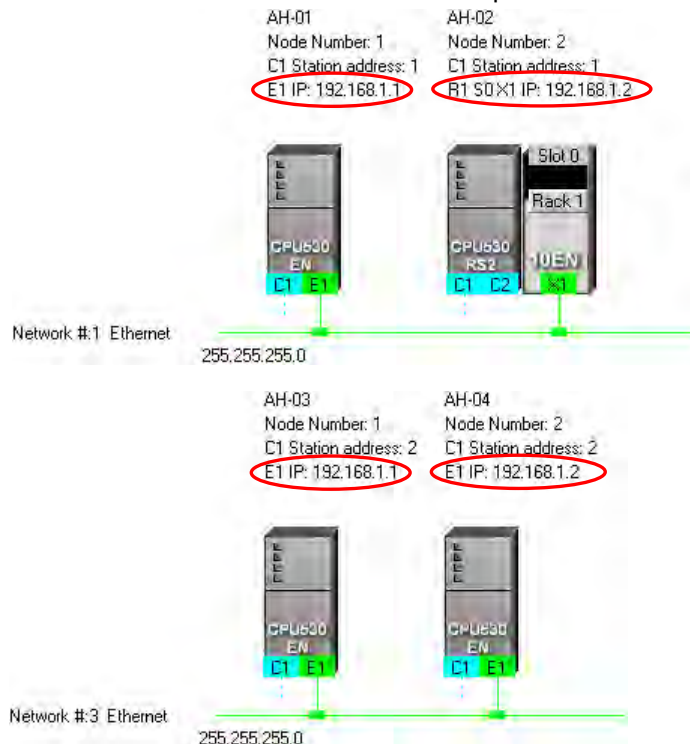 AH-01
Node Number: 1
C1 Station address: 1
E1 IP: 192.168.1.1
AH-02
Node Number: 2
C1 Station address: 1
R1 S0 X1 IP: 192.168.1.2
Slot 0
Rack 1
CPU530
EN
C1 E1
CPU530
RS2
C1 C2
10EN
X1
Network #:1 Ethernet
255.255.255.0
AH-03
Node Number: 1
C1 Station address: 2
E1 IP: 192.168.1.1
AH-04
Node Number: 2
C1 Station address: 2
E1 IP: 192.168.1.2
CPU530
EN
C1 E1
CPU530
EN
C1 E1
Network #:3 Ethernet
255.255.255.0